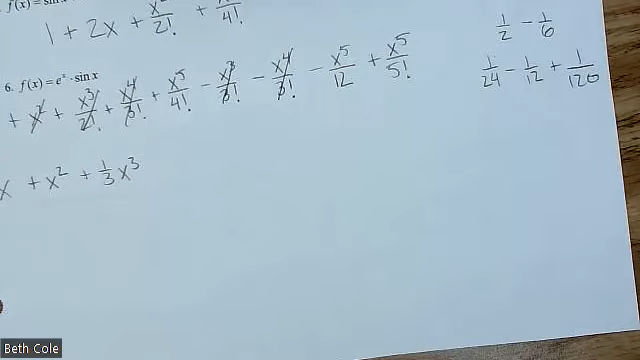 f(x) = sin x
1 + 2x + x²/2! + /4!
6. f(x) = eˣ · sin x
+ x² + x³/2! + x⁴/3! + x⁵/4! − x³/3! − x⁴/3! − x⁵/12 + x⁵/5!
x + x² + 1/3 x³
1/2 − 1/6
1/24 − 1/12 + 1/120
Beth Cole